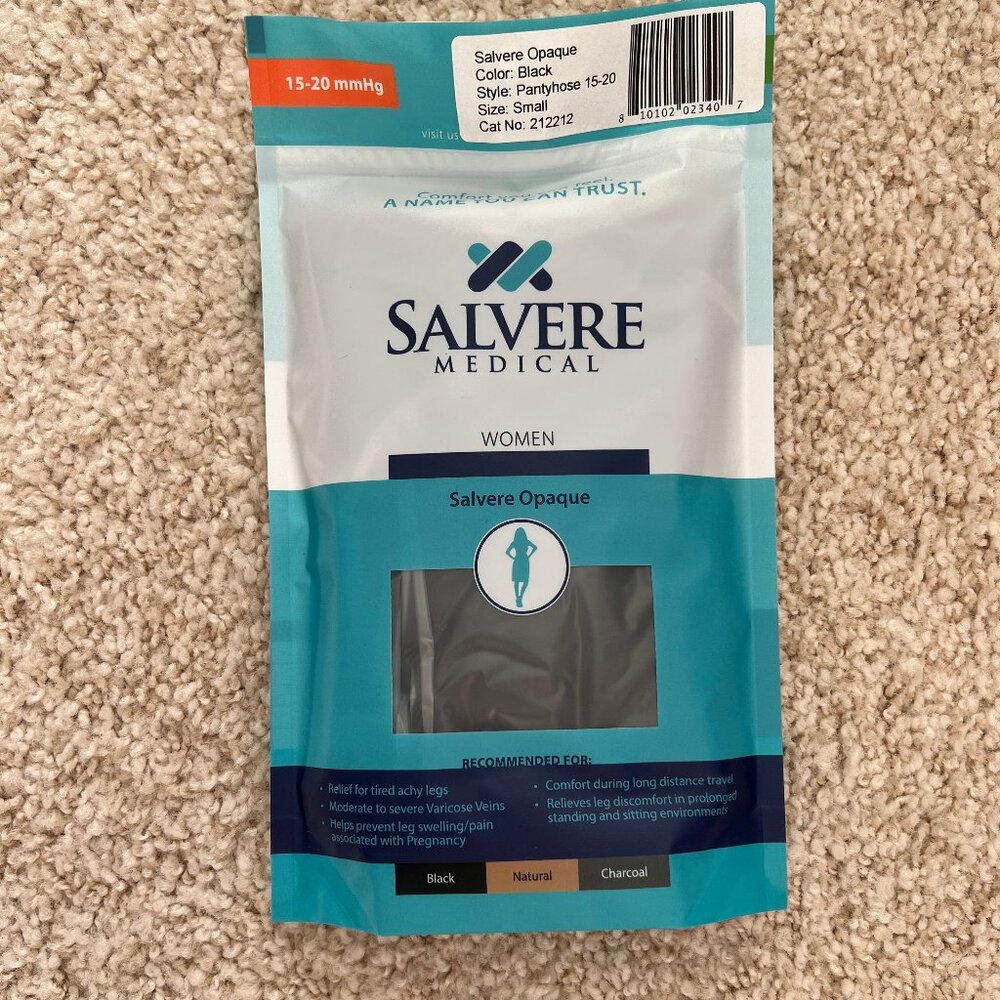 15-20 mmHg
Salvere Opaque
Color: Black
Style: Pantyhose 15-20
Size: Small
Cat No: 212212
8 10102 02340 7
visit us
Comfort
A NAME YOU CAN TRUST.
SALVERE
MEDICAL
WOMEN
Salvere Opaque
RECOMMENDED FOR:
• Relief for tired achy legs
• Moderate to severe Varicose Veins
• Helps prevent leg swelling/pain
associated with Pregnancy
• Comfort during long distance travel
• Relieves leg discomfort in prolonged
standing and sitting environments
Black
Natural
Charcoal